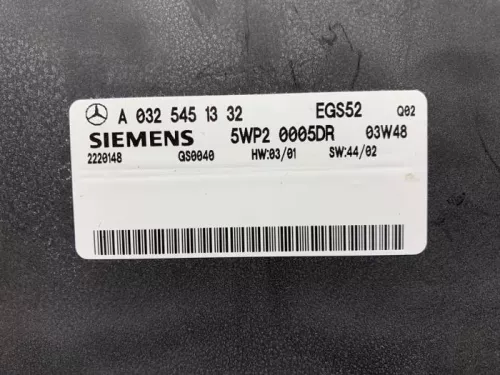 A 032 545 13 32 EGS52 Q02
SIEMENS 5WP2 0005DR 03W48
2220148 GS0040 HW:03/01 SW:44/02